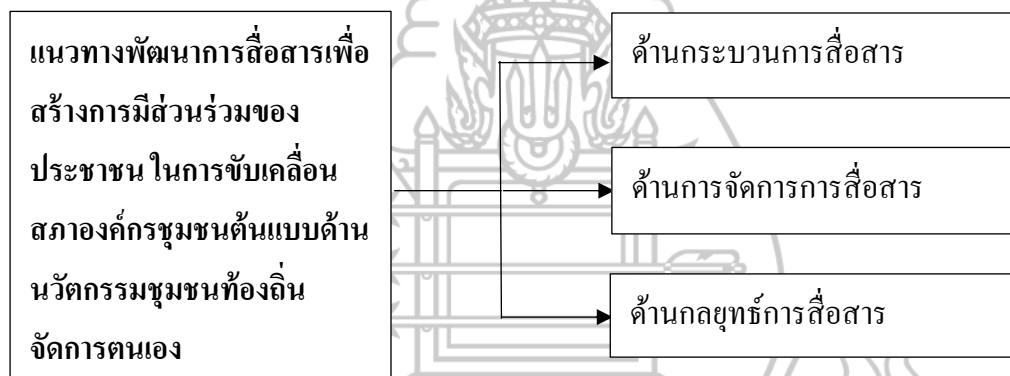 แนวทางพัฒนาการสื่อสารเพื่อ
สร้างการมีส่วนร่วมของ
ประชาชน ในการขับเคลื่อน
สภาองค์กรชุมชนต้นแบบด้าน
นวัตกรรมชุมชนท้องถิ่น
จัดการตนเอง
ด้านกระบวนการสื่อสาร
ด้านการจัดการการสื่อสาร
ด้านกลยุทธ์การสื่อสาร